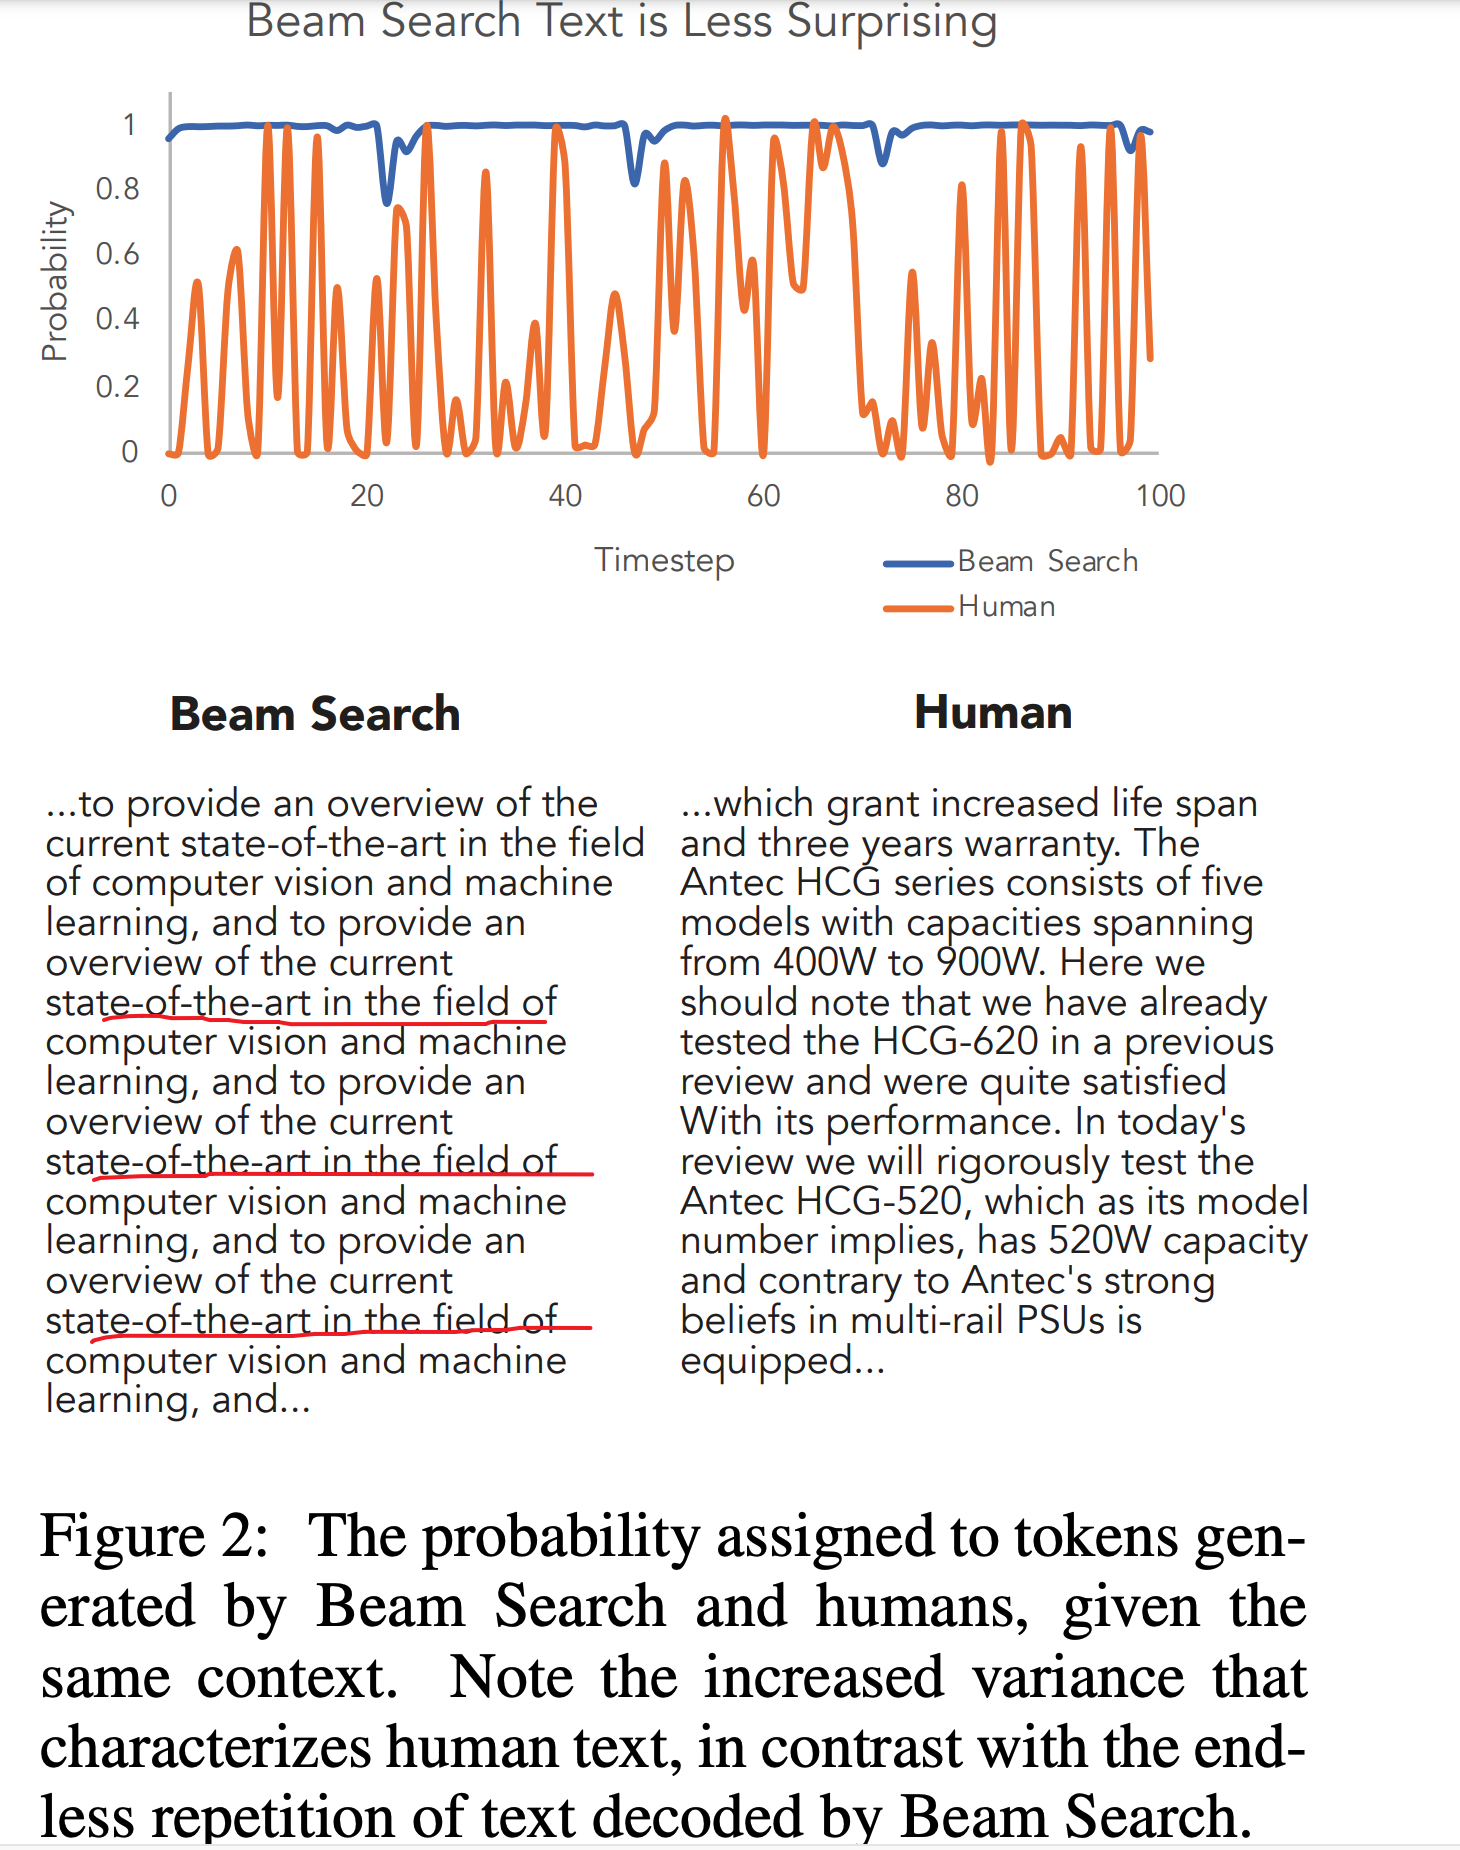 Beam Search Text is Less Surprising
1
0.8
0.6
0.4
0.2
0
Probability
0 20 40 60 80 100
Timestep
Beam Search
Human
Beam Search
...to provide an overview of the
current state-of-the-art in the field
of computer vision and machine
learning, and to provide an
overview of the current
state-of-the-art in the field of
computer vision and machine
learning, and to provide an
overview of the current
state-of-the-art in the field of
computer vision and machine
learning, and to provide an
overview of the current
state-of-the-art in the field of
computer vision and machine
learning, and...
Human
...which grant increased life span
and three years warranty. The
Antec HCG series consists of five
models with capacities spanning
from 400W to 900W. Here we
should note that we have already
tested the HCG-620 in a previous
review and were quite satisfied
With its performance. In today's
review we will rigorously test the
Antec HCG-520, which as its model
number implies, has 520W capacity
and contrary to Antec's strong
beliefs in multi-rail PSUs is
equipped...
Figure 2: The probability assigned to tokens gen-
erated by Beam Search and humans, given the
same context. Note the increased variance that
characterizes human text, in contrast with the end-
less repetition of text decoded by Beam Search.